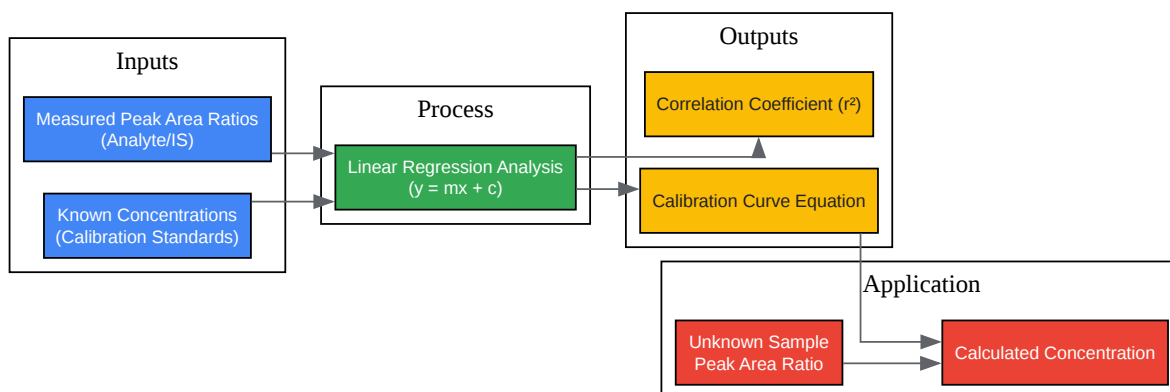 Inputs
Measured Peak Area Ratios
(Analyte/IS)
Known Concentrations
(Calibration Standards)
Process
Linear Regression Analysis
(y = mx + c)
Outputs
Correlation Coefficient (r²)
Calibration Curve Equation
Application
Unknown Sample
Peak Area Ratio
Calculated Concentration